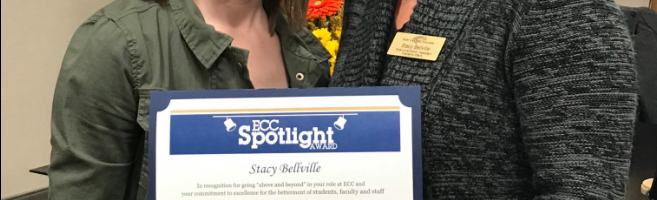 Stacy Bellville
ECC
Spotlight
AWARD
Stacy Bellville
In recognition for going "above and beyond" in your role at ECC and
your commitment to excellence for the betterment of students, faculty and staff